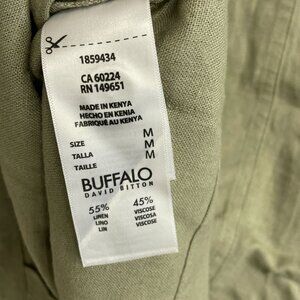 1859434
CA 60224
RN 149651
MADE IN KENYA
HECHO EN KENIA
FABRIQUÉ AU KENYA
SIZE M
TALLA M
TAILLE M
BUFFALO
DAVID BITTON
55% 45%
LINEN VISCOSE
LINO VISCOSA
LIN VISCOSE